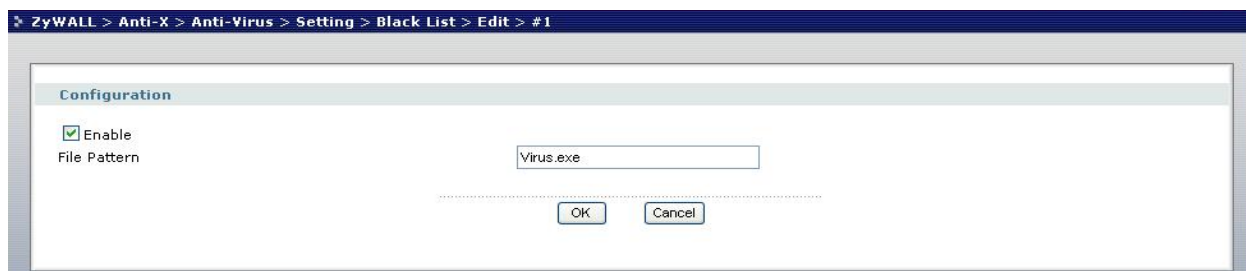 ZyWALL > Anti-X > Anti-Virus > Setting > Black List > Edit > #1
Configuration
Enable
File Pattern Virus.exe
OK Cancel